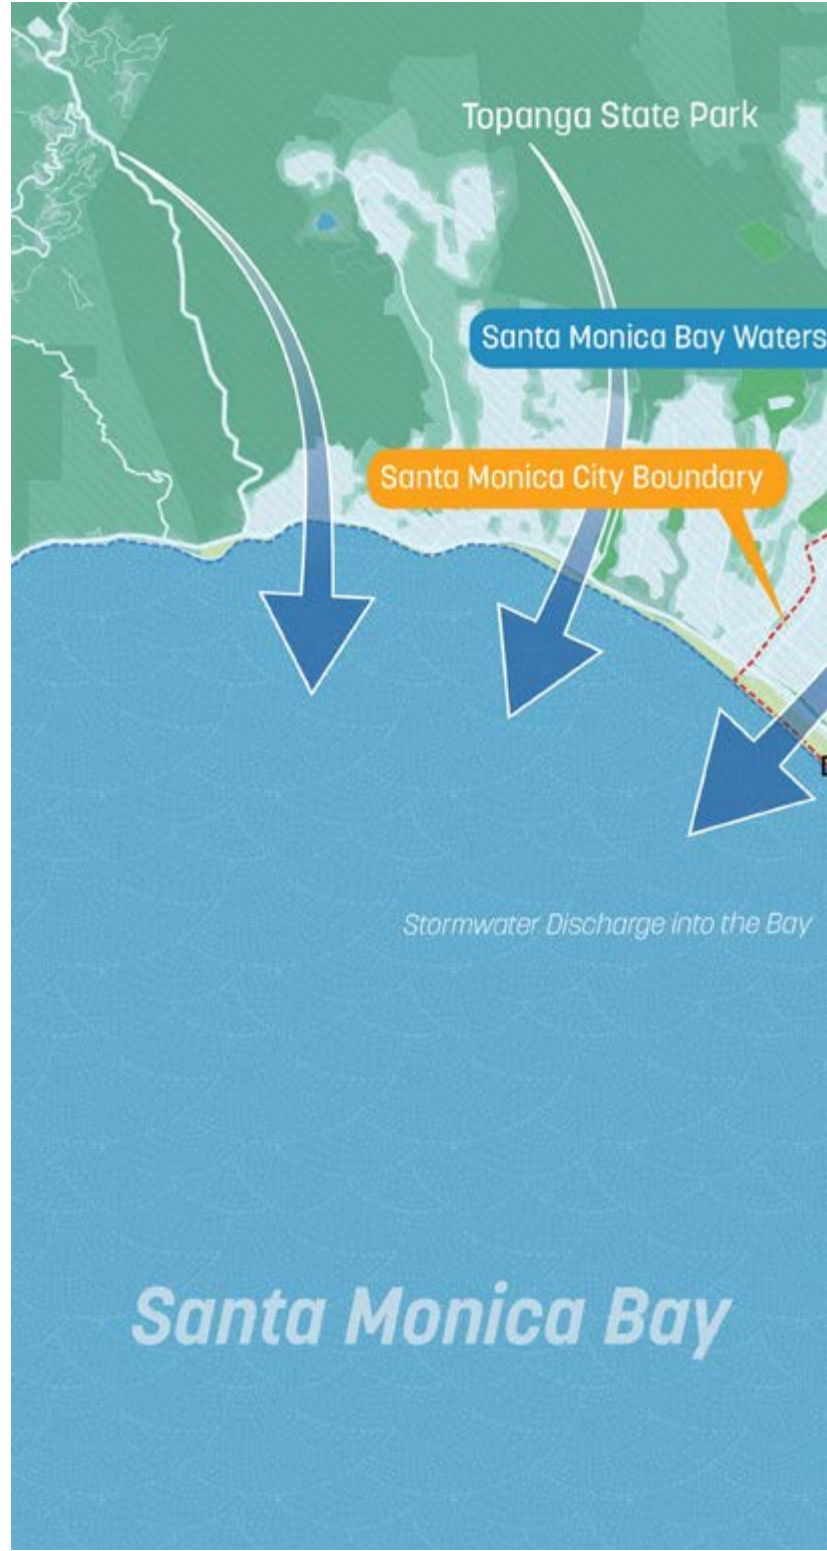 Topanga State Park
Santa Monica Bay Waters
Santa Monica City Boundary
Stormwater Discharge into the Bay
Santa Monica Bay